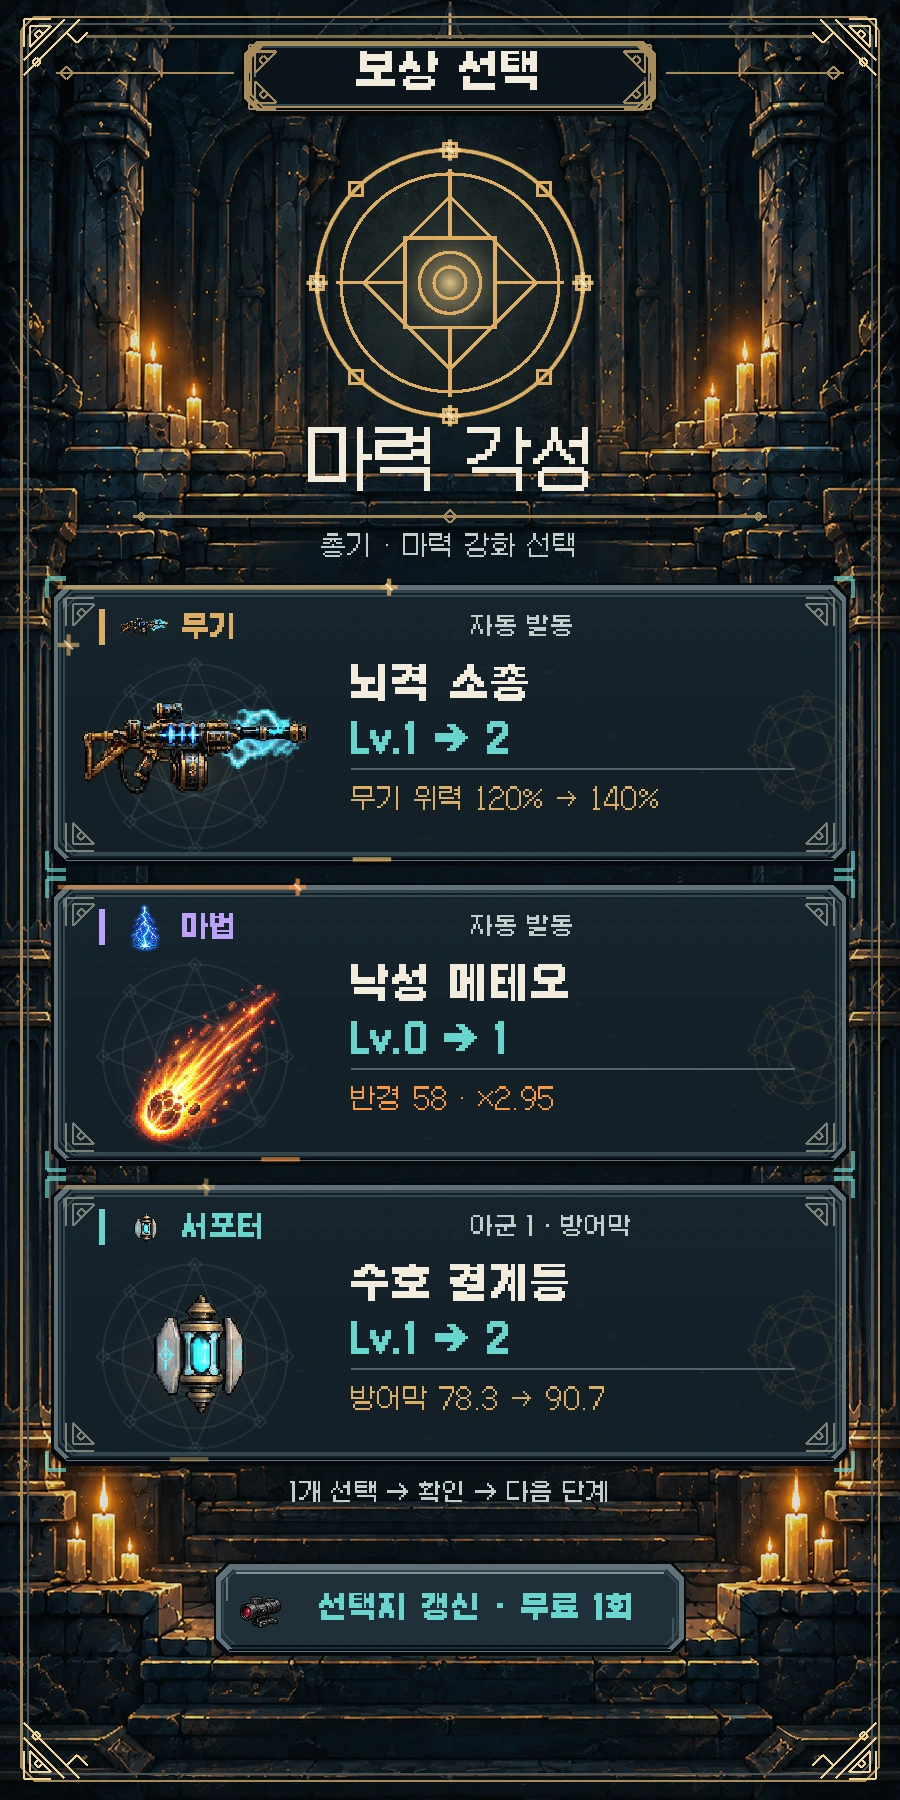 보상 선택
마력 각성
총기 · 마력 강화 선택
무기
자동 발동
뇌격 소총
Lv.1 → 2
무기 위력 120% → 140%
마법
자동 발동
낙성 메테오
Lv.0 → 1
반경 58 · ×2.95
서포터
아군 1 · 방어막
수호 결계등
Lv.1 → 2
방어막 78.3 → 90.7
1개 선택 → 확인 → 다음 단계
선택지 갱신 · 무료 1회